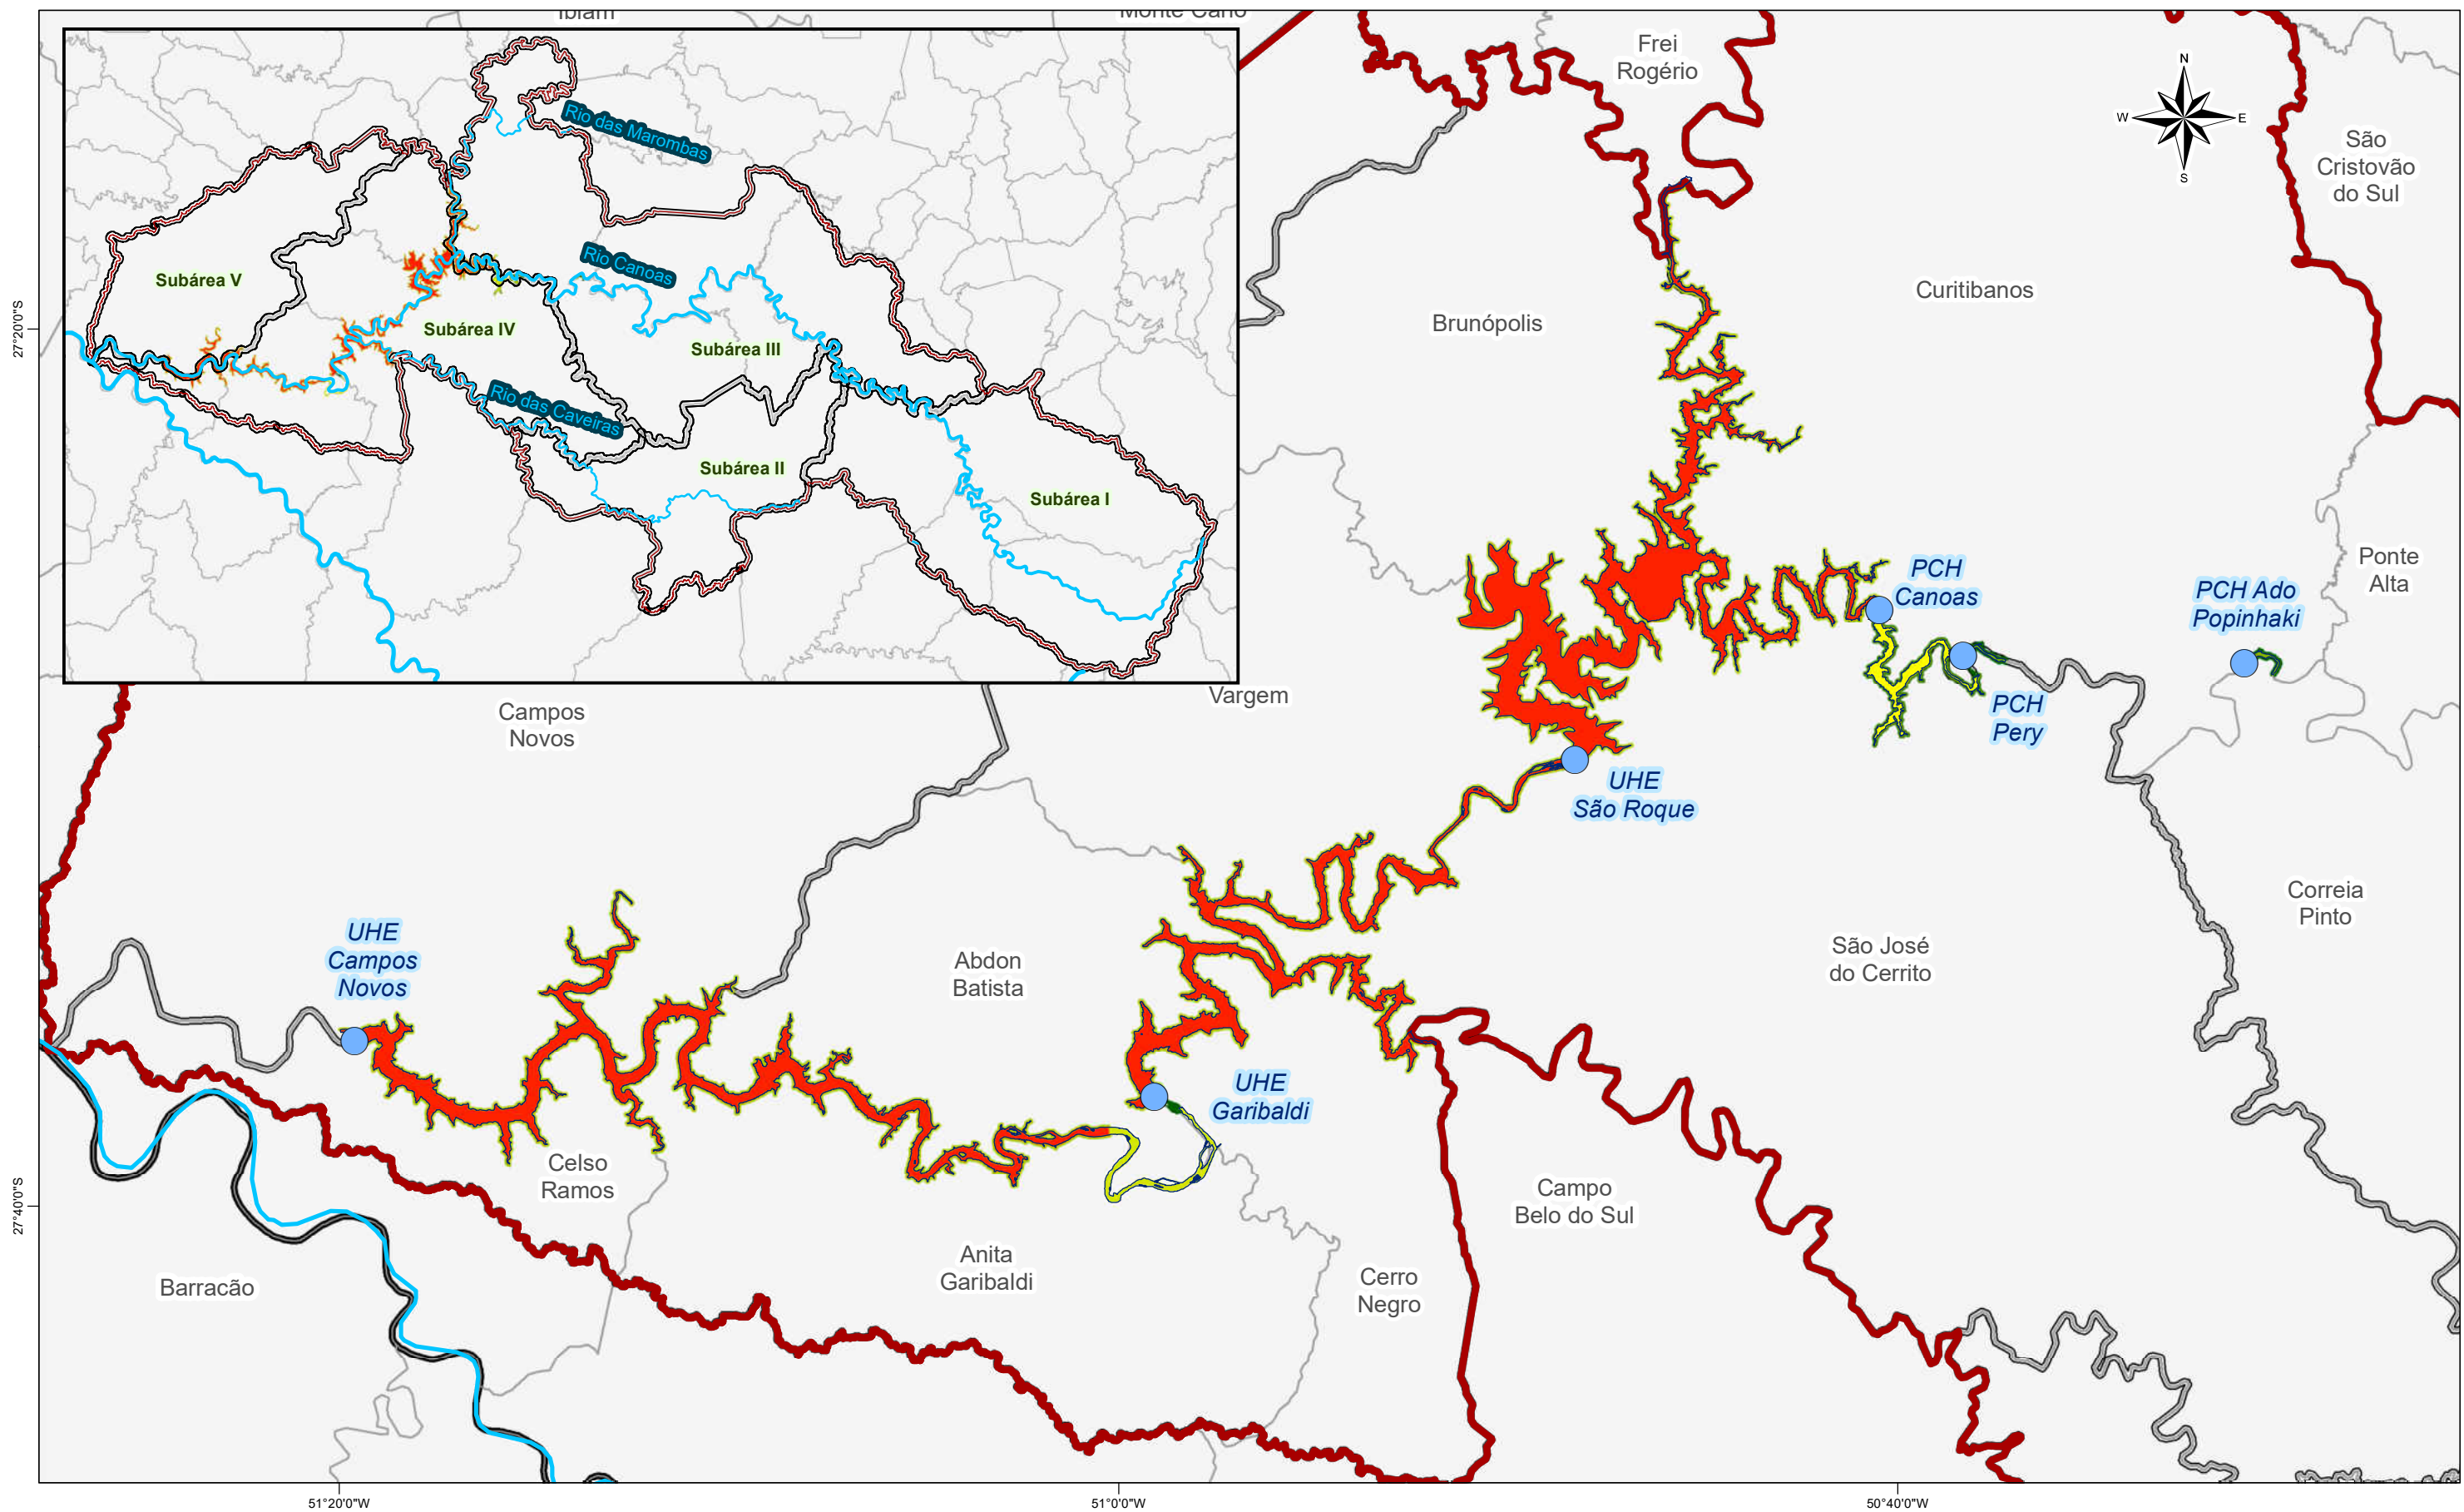 Ibiam
Monte Carlo
Frei
Rogério
N
W
E
S
São
Cristovão
do Sul
Rio das Marombas
Rio Canoas
Subárea V
Subárea IV
Subárea III
Rio das Caveiras
Subárea II
Subárea I
Curitibanos
Brunópolis
27°20'0"S
Ponte
Alta
PCH
Canoas
PCH Ado
Popinhaki
PCH
Pery
Vargem
Campos
Novos
UHE
São Roque
Correia
Pinto
UHE
Campos
Novos
Abdon
Batista
São José
do Cerrito
UHE
Garibaldi
Celso
Ramos
Campo
Belo do Sul
27°40'0"S
Anita
Garibaldi
Barracão
Cerro
Negro
51°20'0"W
51°0'0"W
50°40'0"W